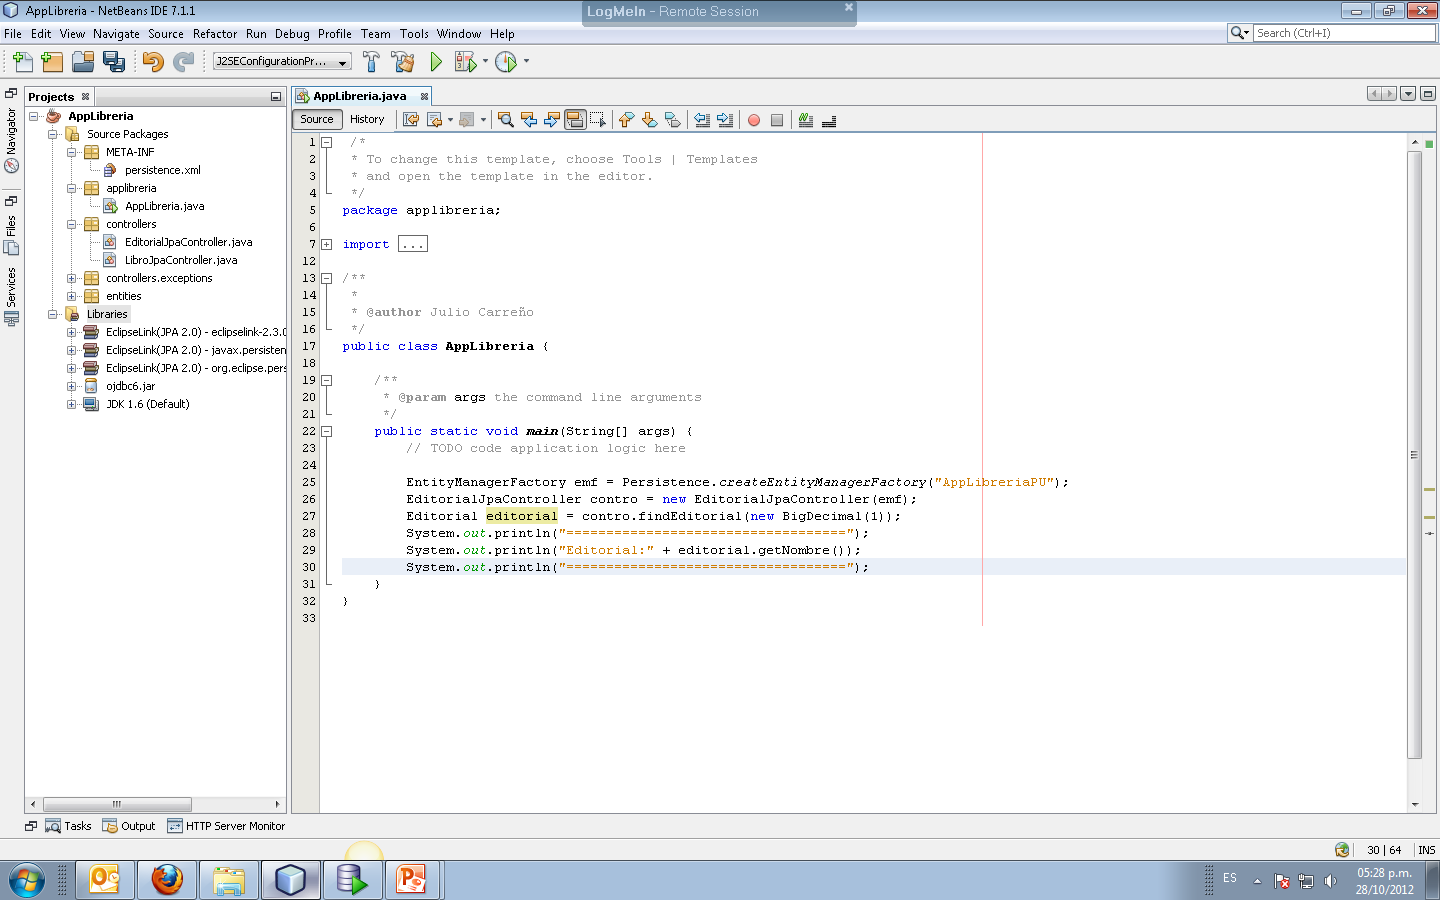 AppLibreria - NetBeans IDE 7.1.1
LogMeIn - Remote Session
File Edit View Navigate Source Refactor Run Debug Profile Team Tools Window Help
Search (Ctrl+I)
J2SEConfigurationPr...
Projects
AppLibreria.java
Navigator
Files
Services
AppLibreria
Source Packages
META-INF
persistence.xml
applibreria
AppLibreria.java
controllers
EditorialJpaController.java
LibroJpaController.java
controllers.exceptions
entities
Libraries
EclipseLink(JPA 2.0) - eclipselink-2.3.0
EclipseLink(JPA 2.0) - javax.persisten
EclipseLink(JPA 2.0) - org.eclipse.pers
ojdbc6.jar
JDK 1.6 (Default)
Source History
1 /*
2 * To change this template, choose Tools | Templates
3 * and open the template in the editor.
4 */
5 package applibreria;
6
7 import ...
12
13 /**
14 *
15 * @author Julio Carreño
16 */
17 public class AppLibreria {
18
19 /**
20 * @param args the command line arguments
21 */
22 public static void main(String[] args) {
23 // TODO code application logic here
24
25 EntityManagerFactory emf = Persistence.createEntityManagerFactory("AppLibreriaPU");
26 EditorialJpaController contro = new EditorialJpaController(emf);
27 Editorial editorial = contro.findEditorial(new BigDecimal(1));
28 System.out.println("===================================");
29 System.out.println("Editorial:" + editorial.getNombre());
30 System.out.println("===================================");
31 }
32 }
33
Tasks Output HTTP Server Monitor
30 | 64 INS
ES
05:28 p.m.
28/10/2012